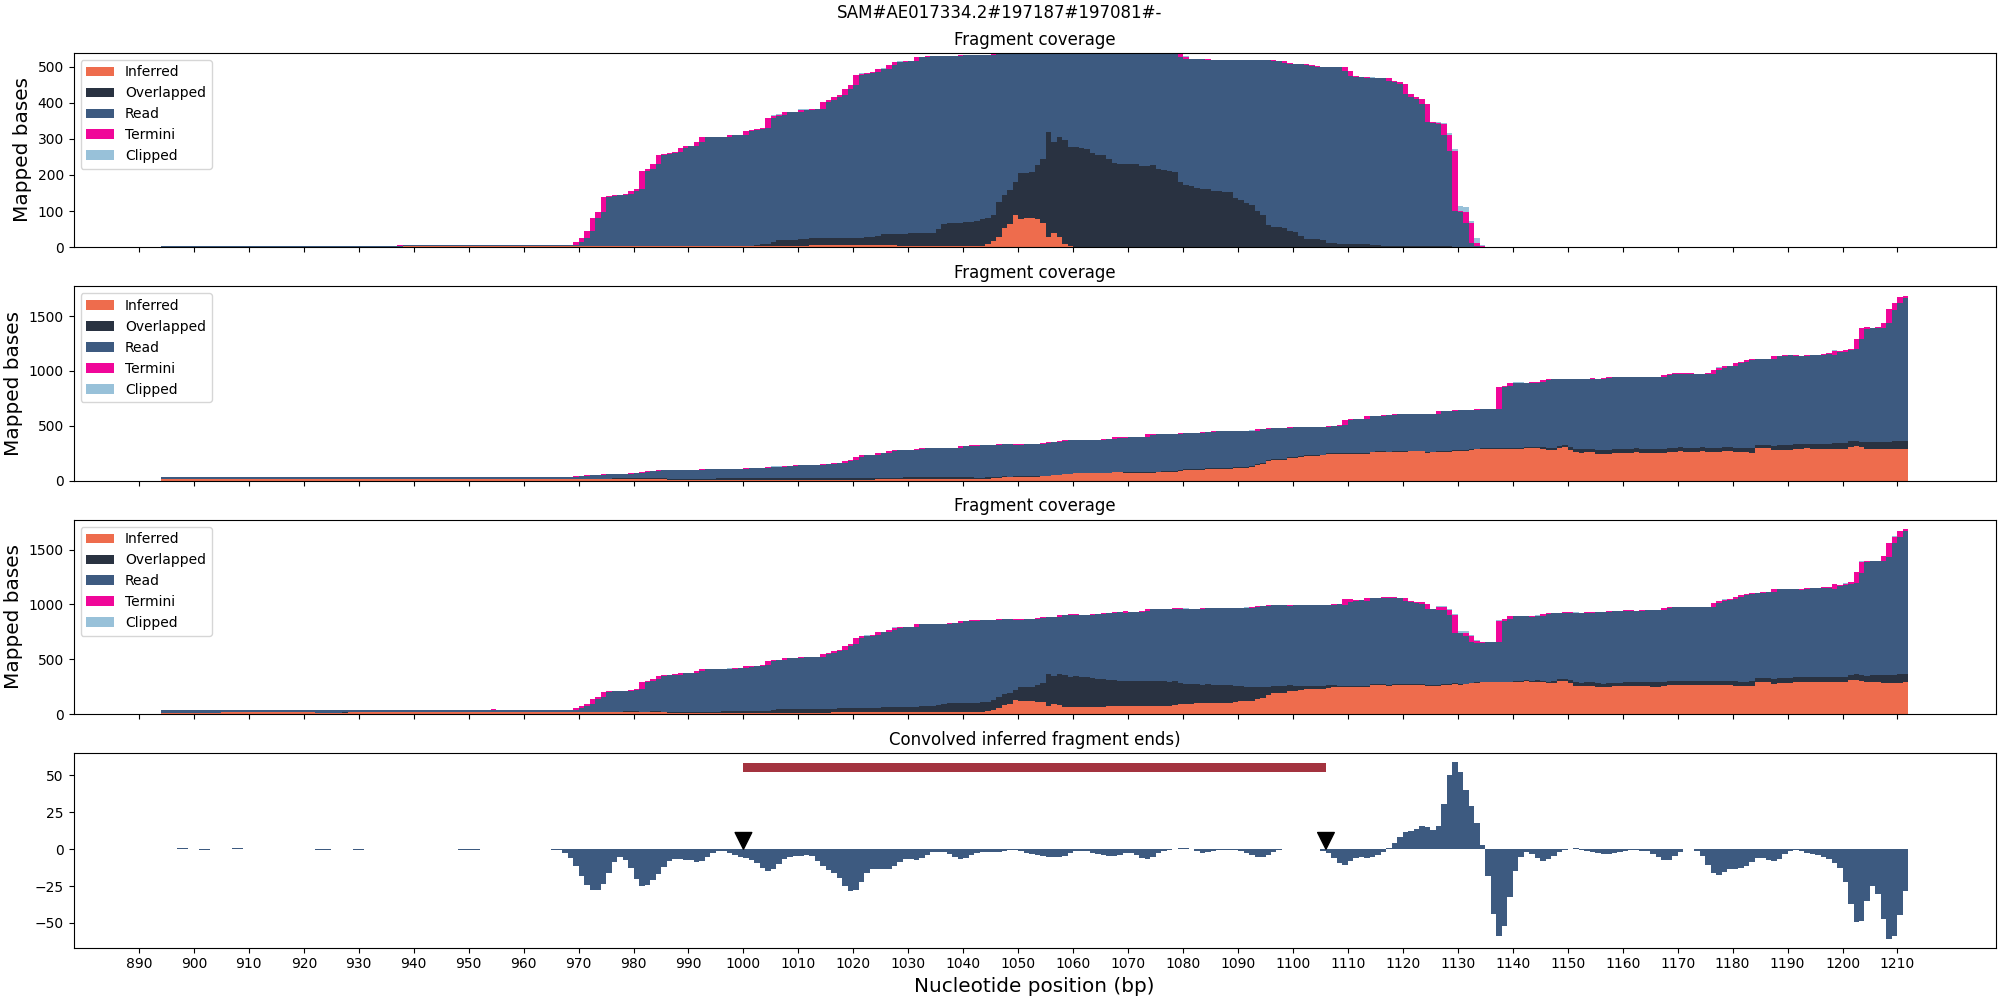 SAM#AE017334.2#197187#197081#-
Fragment coverage
Mapped bases
500
400
300
200
100
0
Inferred
Overlapped
Read
Termini
Clipped
Fragment coverage
Mapped bases
1500
1000
500
0
Inferred
Overlapped
Read
Termini
Clipped
Fragment coverage
Mapped bases
1500
1000
500
0
Inferred
Overlapped
Read
Termini
Clipped
Convolved inferred fragment ends)
50
25
0
−25
−50
890 900 910 920 930 940 950 960 970 980 990 1000 1010 1020 1030 1040 1050 1060 1070 1080 1090 1100 1110 1120 1130 1140 1150 1160 1170 1180 1190 1200 1210
Nucleotide position (bp)